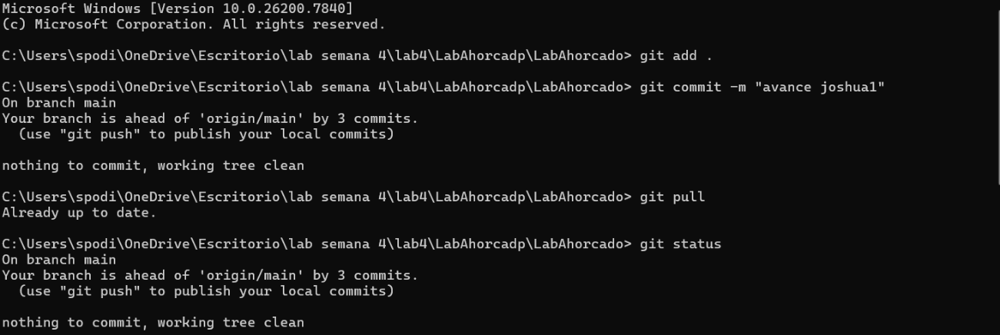 Microsoft Windows [Version 10.0.26200.7840]
(c) Microsoft Corporation. All rights reserved.
C:\Users\spodi\OneDrive\Escritorio\lab semana 4\lab4\LabAhorcadp\LabAhorcado> git add .
C:\Users\spodi\OneDrive\Escritorio\lab semana 4\lab4\LabAhorcadp\LabAhorcado> git commit -m "avance joshua1"
On branch main
Your branch is ahead of 'origin/main' by 3 commits.
  (use "git push" to publish your local commits)
nothing to commit, working tree clean
C:\Users\spodi\OneDrive\Escritorio\lab semana 4\lab4\LabAhorcadp\LabAhorcado> git pull
Already up to date.
C:\Users\spodi\OneDrive\Escritorio\lab semana 4\lab4\LabAhorcadp\LabAhorcado> git status
On branch main
Your branch is ahead of 'origin/main' by 3 commits.
  (use "git push" to publish your local commits)
nothing to commit, working tree clean